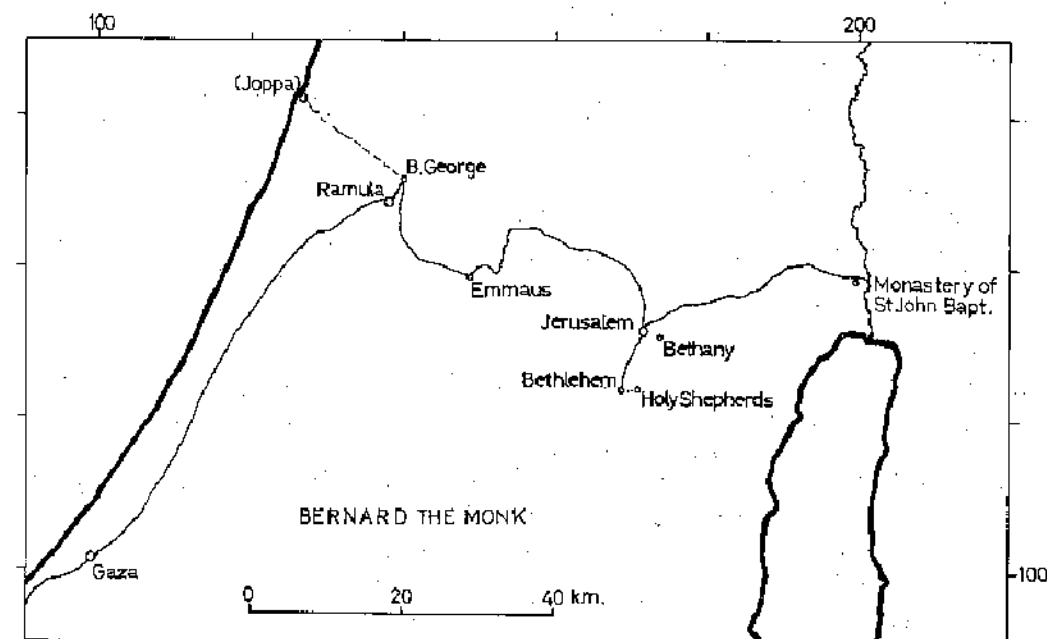 100
200
(Joppa)
B.George
Ramula
Emmaus
Monastery of
St John Bapt.
Jerusalem
Bethany
Bethlehem
Holy Shepherds
BERNARD THE MONK
Gaza
100
0 20 40 km.